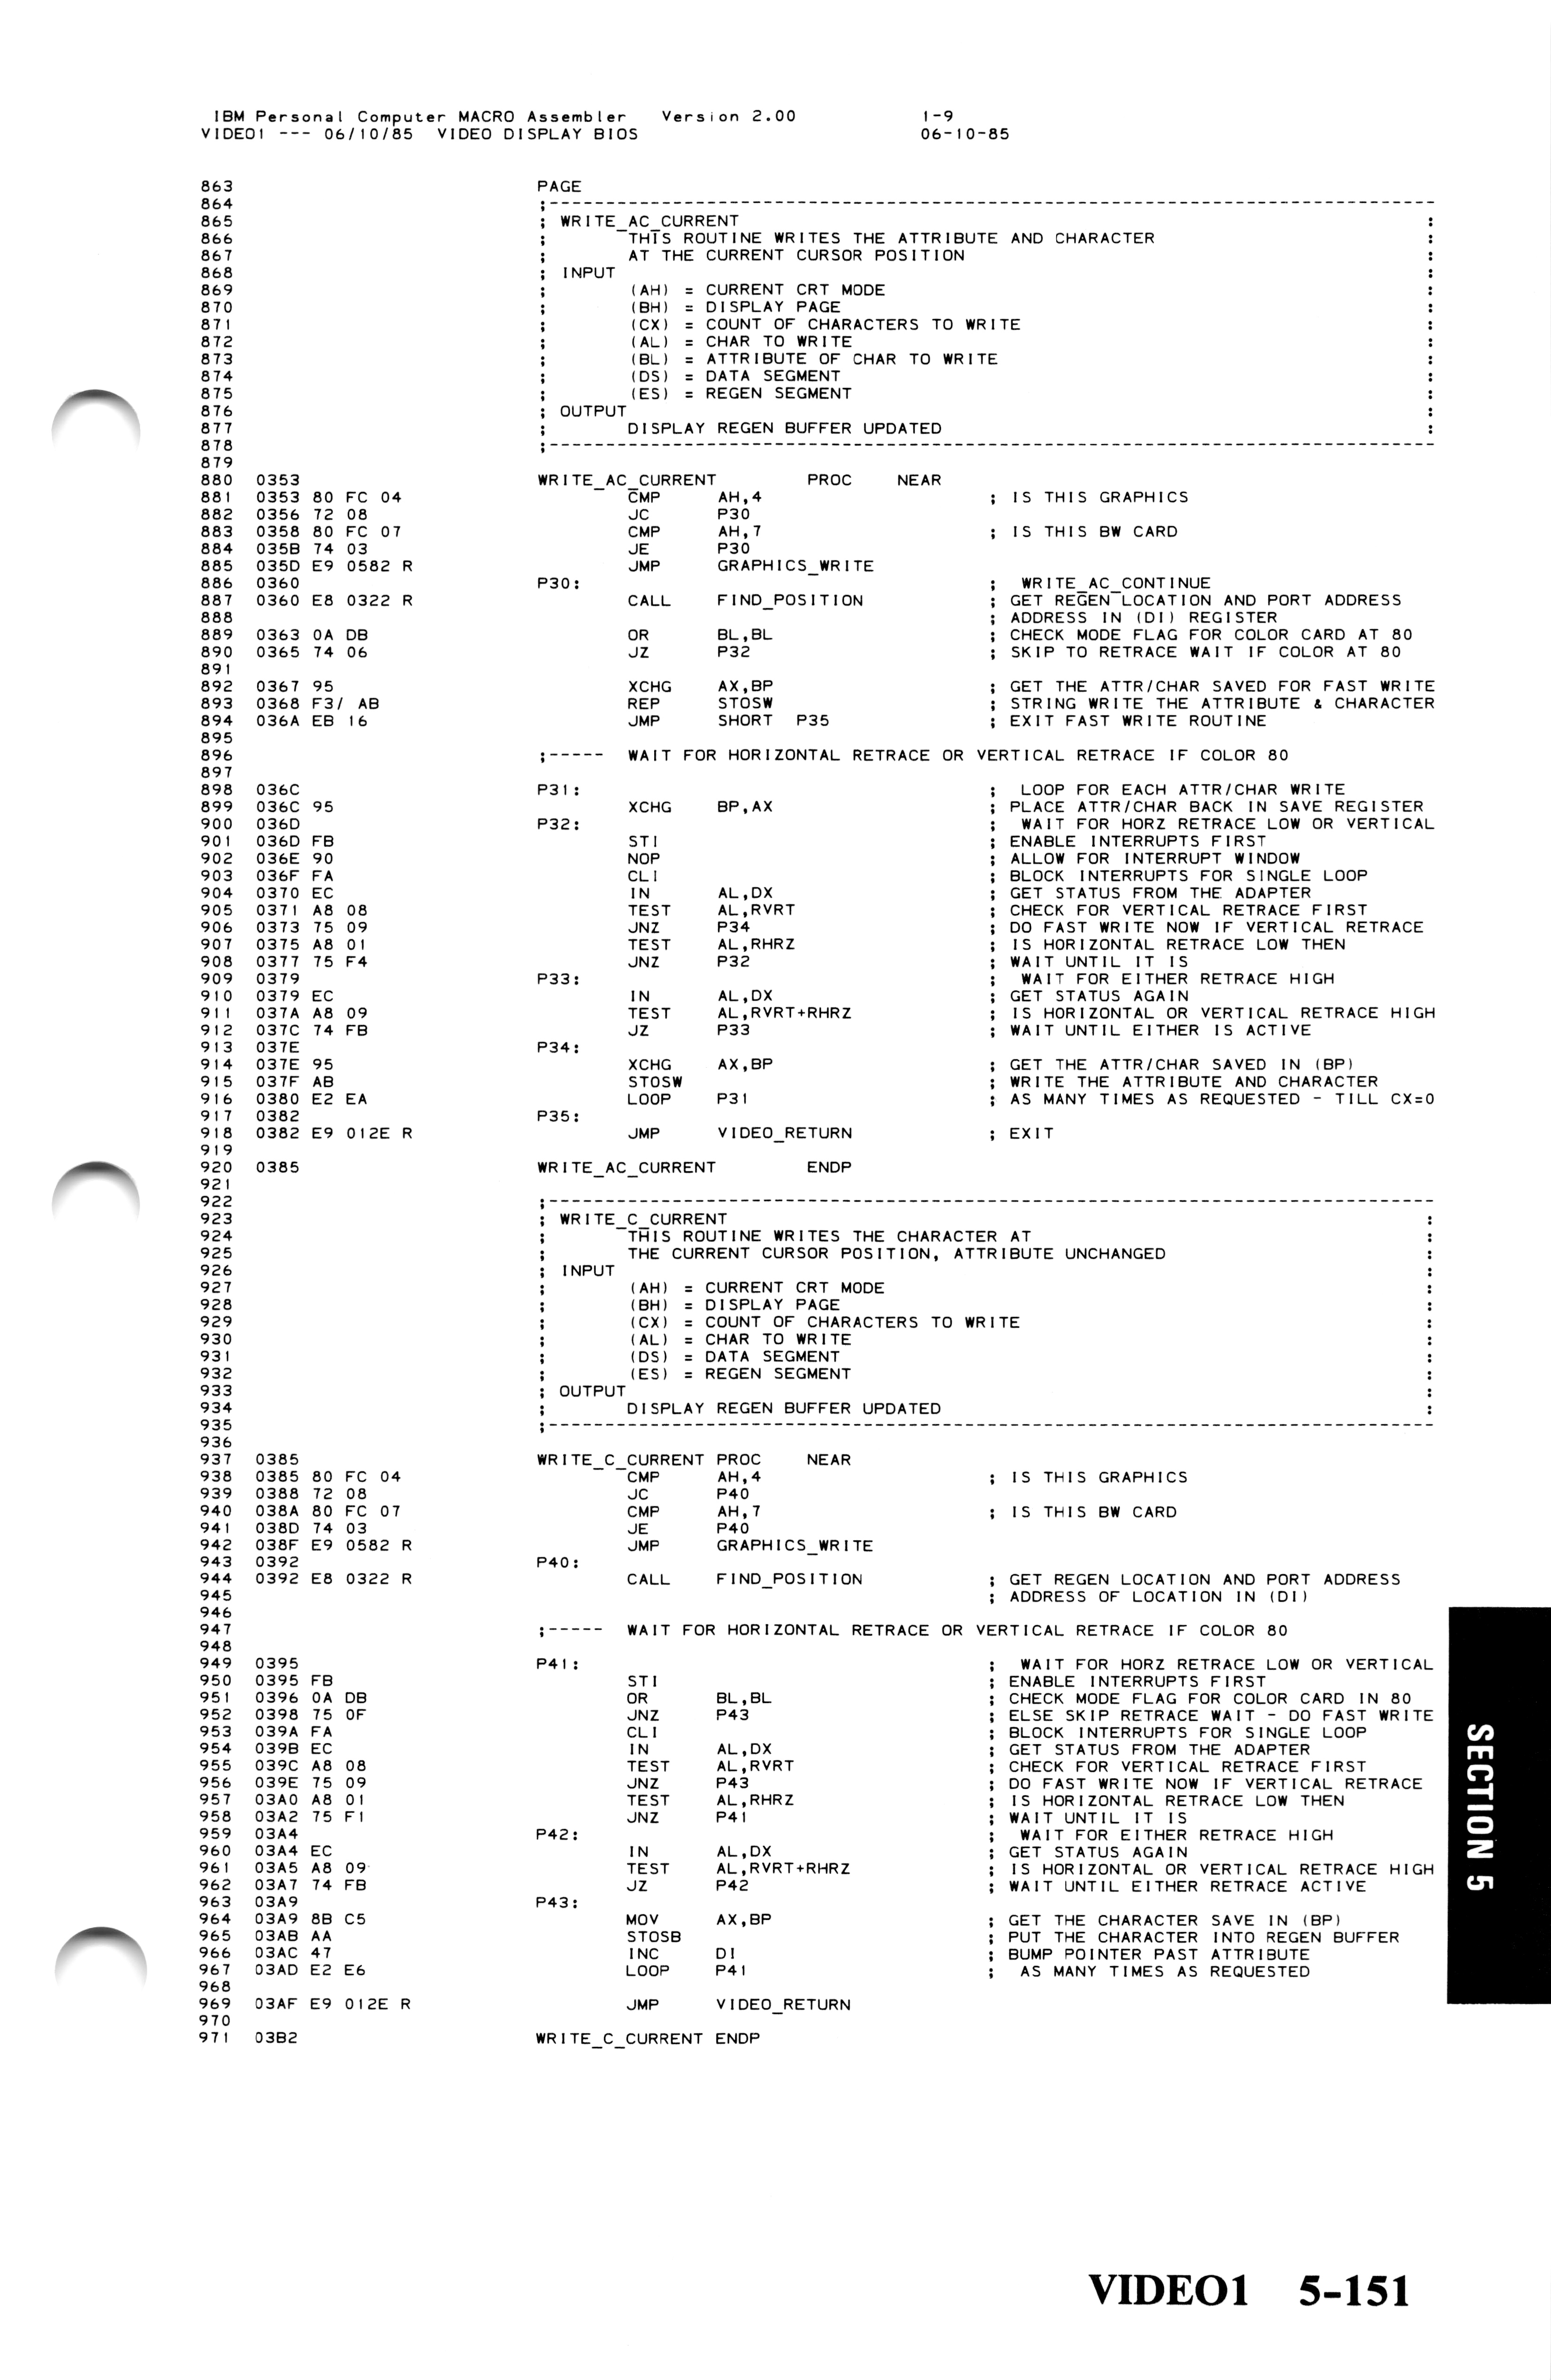 IBM Personal Computer MACRO Assembler Version 2.00 1-9
VIDEO1 --- 06/10/85 VIDEO DISPLAY BIOS 06-10-85
863 PAGE
864 ;-------------------------------------------------------------------------------
865 ; WRITE_AC_CURRENT :
866 ; THIS ROUTINE WRITES THE ATTRIBUTE AND CHARACTER :
867 ; AT THE CURRENT CURSOR POSITION :
868 ; INPUT :
869 ; (AH) = CURRENT CRT MODE :
870 ; (BH) = DISPLAY PAGE :
871 ; (CX) = COUNT OF CHARACTERS TO WRITE :
872 ; (AL) = CHAR TO WRITE :
873 ; (BL) = ATTRIBUTE OF CHAR TO WRITE :
874 ; (DS) = DATA SEGMENT :
875 ; (ES) = REGEN SEGMENT :
876 ; OUTPUT :
877 ; DISPLAY REGEN BUFFER UPDATED :
878 ;-------------------------------------------------------------------------------
879
880 0353 WRITE_AC_CURRENT PROC NEAR
881 0353 80 FC 04 CMP AH,4 ; IS THIS GRAPHICS
882 0356 72 08 JC P30
883 0358 80 FC 07 CMP AH,7 ; IS THIS BW CARD
884 035B 74 03 JE P30
885 035D E9 0582 R JMP GRAPHICS_WRITE
886 0360 P30: ; WRITE_AC_CONTINUE
887 0360 E8 0322 R CALL FIND_POSITION ; GET REGEN LOCATION AND PORT ADDRESS
888 ; ADDRESS IN (DI) REGISTER
889 0363 0A DB OR BL,BL ; CHECK MODE FLAG FOR COLOR CARD AT 80
890 0365 74 06 JZ P32 ; SKIP TO RETRACE WAIT IF COLOR AT 80
891
892 0367 95 XCHG AX,BP ; GET THE ATTR/CHAR SAVED FOR FAST WRITE
893 0368 F3/ AB REP STOSW ; STRING WRITE THE ATTRIBUTE & CHARACTER
894 036A EB 16 JMP SHORT P35 ; EXIT FAST WRITE ROUTINE
895
896 ;----- WAIT FOR HORIZONTAL RETRACE OR VERTICAL RETRACE IF COLOR 80
897
898 036C P31: ; LOOP FOR EACH ATTR/CHAR WRITE
899 036C 95 XCHG BP,AX ; PLACE ATTR/CHAR BACK IN SAVE REGISTER
900 036D P32: ; WAIT FOR HORZ RETRACE LOW OR VERTICAL
901 036D FB STI ; ENABLE INTERRUPTS FIRST
902 036E 90 NOP ; ALLOW FOR INTERRUPT WINDOW
903 036F FA CLI ; BLOCK INTERRUPTS FOR SINGLE LOOP
904 0370 EC IN AL,DX ; GET STATUS FROM THE ADAPTER
905 0371 A8 08 TEST AL,RVRT ; CHECK FOR VERTICAL RETRACE FIRST
906 0373 75 09 JNZ P34 ; DO FAST WRITE NOW IF VERTICAL RETRACE
907 0375 A8 01 TEST AL,RHRZ ; IS HORIZONTAL RETRACE LOW THEN
908 0377 75 F4 JNZ P32 ; WAIT UNTIL IT IS
909 0379 P33: ; WAIT FOR EITHER RETRACE HIGH
910 0379 EC IN AL,DX ; GET STATUS AGAIN
911 037A A8 09 TEST AL,RVRT+RHRZ ; IS HORIZONTAL OR VERTICAL RETRACE HIGH
912 037C 74 FB JZ P33 ; WAIT UNTIL EITHER IS ACTIVE
913 037E P34:
914 037E 95 XCHG AX,BP ; GET THE ATTR/CHAR SAVED IN (BP)
915 037F AB STOSW ; WRITE THE ATTRIBUTE AND CHARACTER
916 0380 E2 EA LOOP P31 ; AS MANY TIMES AS REQUESTED - TILL CX=0
917 0382 P35:
918 0382 E9 012E R JMP VIDEO_RETURN ; EXIT
919
920 0385 WRITE_AC_CURRENT ENDP
921
922 ;-------------------------------------------------------------------------------
923 ; WRITE_C_CURRENT :
924 ; THIS ROUTINE WRITES THE CHARACTER AT :
925 ; THE CURRENT CURSOR POSITION, ATTRIBUTE UNCHANGED :
926 ; INPUT :
927 ; (AH) = CURRENT CRT MODE :
928 ; (BH) = DISPLAY PAGE :
929 ; (CX) = COUNT OF CHARACTERS TO WRITE :
930 ; (AL) = CHAR TO WRITE :
931 ; (DS) = DATA SEGMENT :
932 ; (ES) = REGEN SEGMENT :
933 ; OUTPUT :
934 ; DISPLAY REGEN BUFFER UPDATED :
935 ;-------------------------------------------------------------------------------
936
937 0385 WRITE_C_CURRENT PROC NEAR
938 0385 80 FC 04 CMP AH,4 ; IS THIS GRAPHICS
939 0388 72 08 JC P40
940 038A 80 FC 07 CMP AH,7 ; IS THIS BW CARD
941 038D 74 03 JE P40
942 038F E9 0582 R JMP GRAPHICS_WRITE
943 0392 P40:
944 0392 E8 0322 R CALL FIND_POSITION ; GET REGEN LOCATION AND PORT ADDRESS
945 ; ADDRESS OF LOCATION IN (DI)
946
947 ;----- WAIT FOR HORIZONTAL RETRACE OR VERTICAL RETRACE IF COLOR 80
948
949 0395 P41: ; WAIT FOR HORZ RETRACE LOW OR VERTICAL
950 0395 FB STI ; ENABLE INTERRUPTS FIRST
951 0396 0A DB OR BL,BL ; CHECK MODE FLAG FOR COLOR CARD IN 80
952 0398 75 0F JNZ P43 ; ELSE SKIP RETRACE WAIT - DO FAST WRITE
953 039A FA CLI ; BLOCK INTERRUPTS FOR SINGLE LOOP
954 039B EC IN AL,DX ; GET STATUS FROM THE ADAPTER
955 039C A8 08 TEST AL,RVRT ; CHECK FOR VERTICAL RETRACE FIRST
956 039E 75 09 JNZ P43 ; DO FAST WRITE NOW IF VERTICAL RETRACE
957 03A0 A8 01 TEST AL,RHRZ ; IS HORIZONTAL RETRACE LOW THEN
958 03A2 75 F1 JNZ P41 ; WAIT UNTIL IT IS
959 03A4 P42: ; WAIT FOR EITHER RETRACE HIGH
960 03A4 EC IN AL,DX ; GET STATUS AGAIN
961 03A5 A8 09 TEST AL,RVRT+RHRZ ; IS HORIZONTAL OR VERTICAL RETRACE HIGH
962 03A7 74 FB JZ P42 ; WAIT UNTIL EITHER RETRACE ACTIVE
963 03A9 P43:
964 03A9 8B C5 MOV AX,BP ; GET THE CHARACTER SAVE IN (BP)
965 03AB AA STOSB ; PUT THE CHARACTER INTO REGEN BUFFER
966 03AC 47 INC DI ; BUMP POINTER PAST ATTRIBUTE
967 03AD E2 E6 LOOP P41 ; AS MANY TIMES AS REQUESTED
968
969 03AF E9 012E R JMP VIDEO_RETURN
970
971 03B2 WRITE_C_CURRENT ENDP
SECTION 5
VIDEO1 5-151